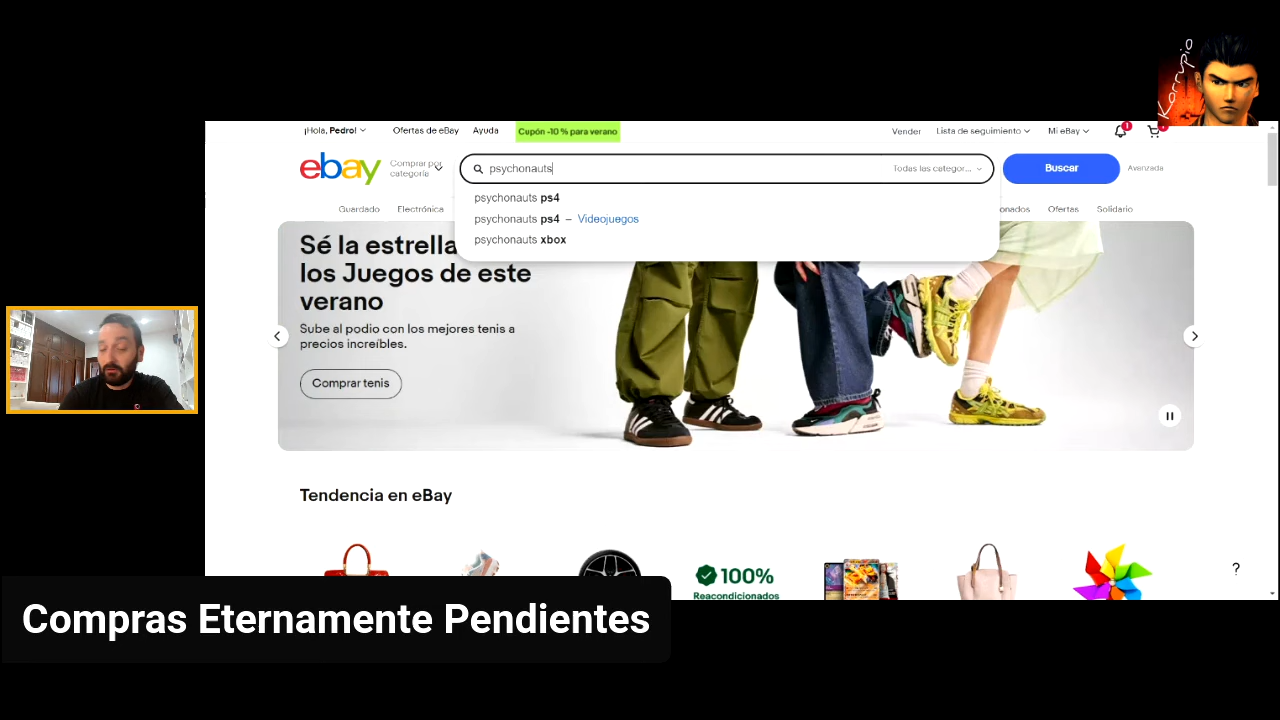 Korrupio
¡Hola, Pedro!
Ofertas de eBay
Ayuda
Cupón -10 % para verano
Vender
Lista de seguimiento
Mi eBay
1
ebay
Comprar por
categoría
psychonauts
Todas las categor...
Buscar
Avanzada
psychonauts ps4
psychonauts ps4 – Videojuegos
psychonauts xbox
Guardado
Electrónica
onados
Ofertas
Solidario
Sé la estrella
los Juegos de este
verano
Sube al podio con los mejores tenis a
precios increíbles.
Comprar tenis
Tendencia en eBay
100%
Reacondicionados
?
Compras Eternamente Pendientes